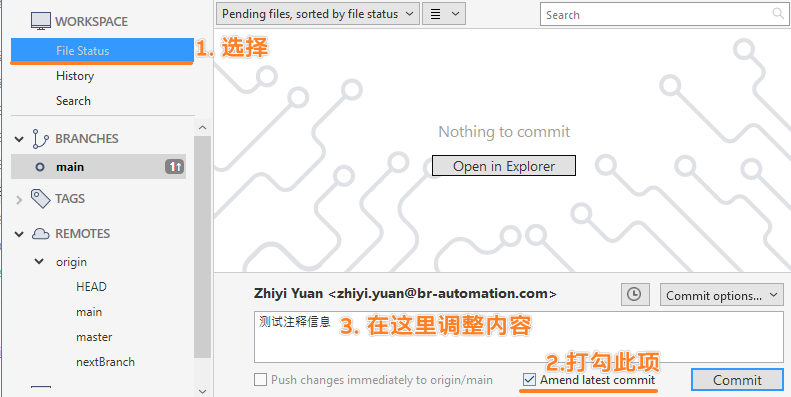 WORKSPACE
File Status
1. 选择
History
Search
BRANCHES
main
1↑
TAGS
REMOTES
origin
HEAD
main
master
nextBranch
Pending files, sorted by file status
Search
Nothing to commit
Open in Explorer
Zhiyi Yuan <zhiyi.yuan@br-automation.com>
Commit options...
测试注释信息
3. 在这里调整内容
2.打勾此项
Push changes immediately to origin/main
Amend latest commit
Commit